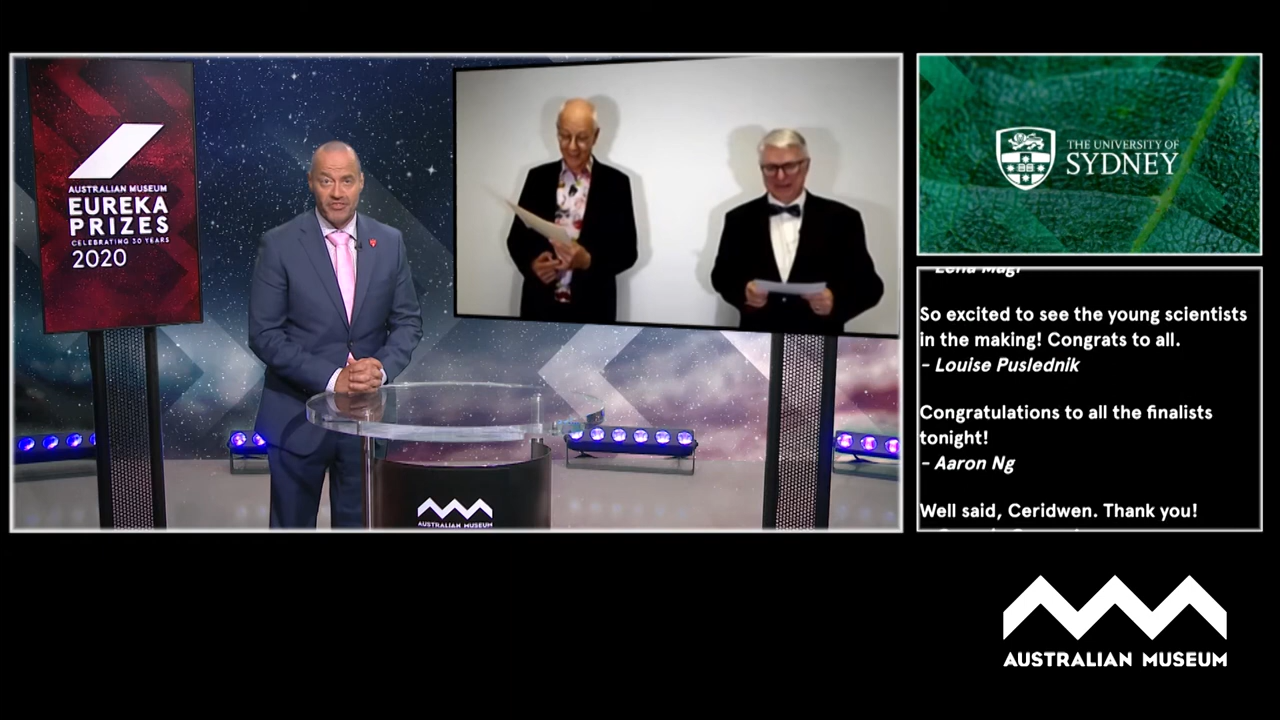 AUSTRALIAN MUSEUM
EUREKA
PRIZES
CELEBRATING 30 YEARS
2020
AUSTRALIAN MUSEUM
THE UNIVERSITY OF
SYDNEY
So excited to see the young scientists
in the making! Congrats to all.
- Louise Puslednik
Congratulations to all the finalists
tonight!
- Aaron Ng
Well said, Ceridwen. Thank you!
AUSTRALIAN MUSEUM